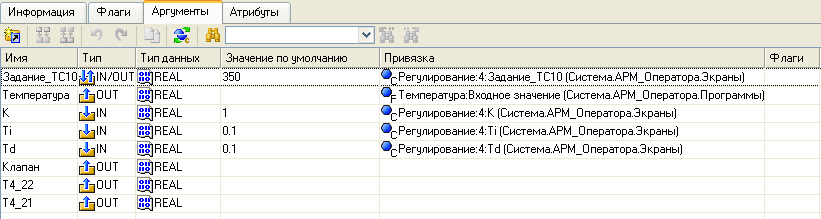 Информация Флаги Аргументы Атрибуты
Имя Тип Тип данных Значение по умолчанию Привязка Флаги
Задание_ТС10 IN/OUT REAL 350 Регулирование:4:Задание_ТС10 (Система.АРМ_Оператора.Экраны)
Температура OUT REAL Температура:Входное значение (Система.АРМ_Оператора.Программы)
K IN REAL 1 Регулирование:4:K (Система.АРМ_Оператора.Экраны)
Ti IN REAL 0.1 Регулирование:4:Ti (Система.АРМ_Оператора.Экраны)
Td IN REAL 0.1 Регулирование:4:Td (Система.АРМ_Оператора.Экраны)
Клапан OUT REAL
T4_22 OUT REAL
T4_21 OUT REAL